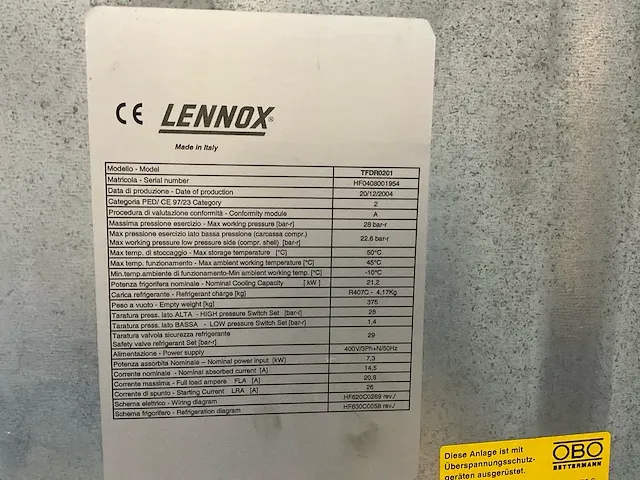 CE LENNOX®
Made in Italy
Modello - Model TFDR0201
Matricola - Serial number HF0408001954
Data di produzione - Date of production 20/12/2004
Categoria PED/ CE 97/23 Category 2
Procedura di valutazione conformità - Conformity module A
Massima pressione esercizio - Max working pressure [bar-r] 28 bar-r
Max pressione esercizio lato bassa pressione (carcassa compr.)
Max working pressure low pressure side (compr. shell) [bar-r] 22.6 bar-r
Max temp. di stoccaggio - Max storage temperature [°C] 50°C
Max temp. funzionamento - Max ambient working temperature [°C] 45°C
Min.temp.ambiente di funzionamento-Min ambient working temp. [°C] -10°C
Potenza frigorifera nominale - Nominal Cooling Capacity [ kW ] 21,2
Carica refrigerante - Refrigerant charge [kg] R407C - 4,17Kg
Peso a vuoto - Empty weight [kg] 375
Taratura press. lato ALTA - HIGH pressure Switch Set [bar-r] 28
Taratura press. lato BASSA - LOW pressure Switch Set [bar-r] 1,4
Taratura valvola sicurezza refrigerante
Safety valve refrigerant Set [bar-r] 29
Alimentazione - Power supply 400V/3Ph+N/50Hz
Potenza assorbita Nominale – Nominal power input [kW] 7,3
Corrente nominale - Nominal absorbed current [A] 14,5
Corrente massima - Full load ampere FLA [A] 20,8
Corrente di spunto - Starting Current LRA [A] 26
Schema elettrico - Wiring diagram HF620C0269 rev./
Schema frigorifero - Refrigeration diagram HF630C0058 rev./
Diese Anlage ist mit
Überspannungsschutz-
geräten ausgerüstet.
OBO
BETTERMANN